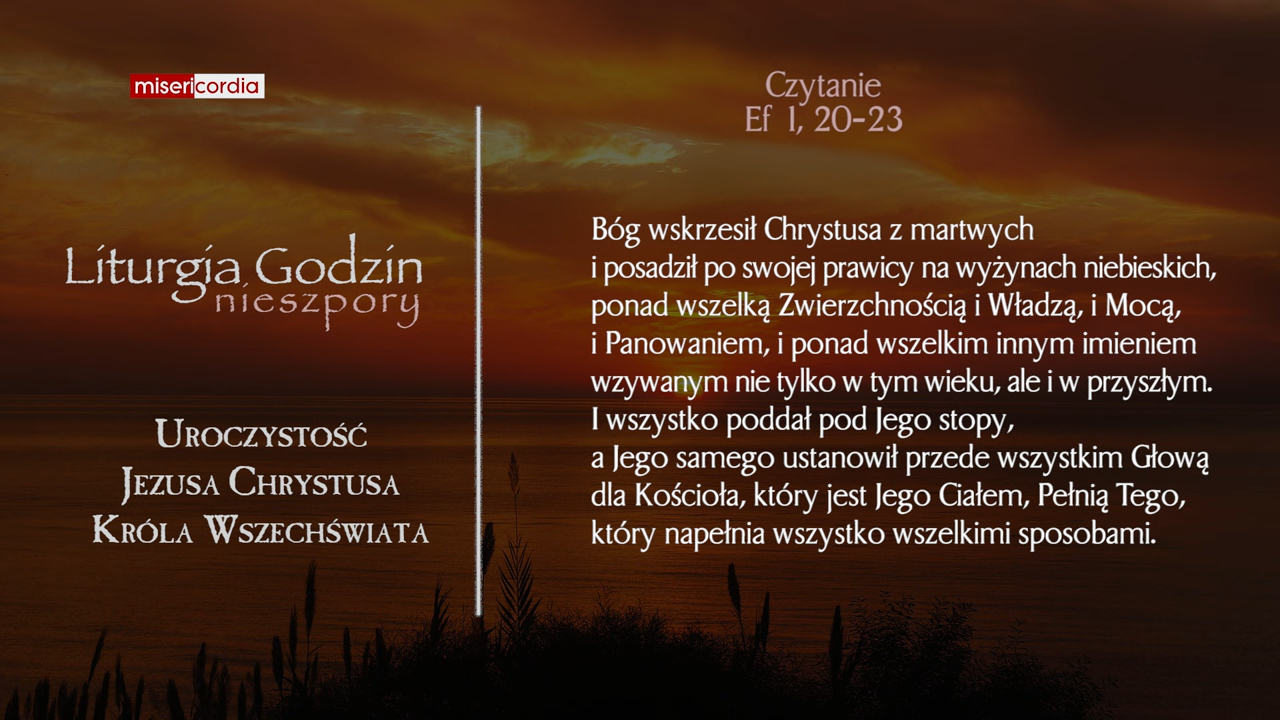 misericordia
Liturgia Godzin
nieszpory
Uroczystość
Jezusa Chrystusa
Króla Wszechświata
Czytanie
Ef 1, 20-23
Bóg wskrzesił Chrystusa z martwych
i posadził po swojej prawicy na wyżynach niebieskich,
ponad wszelką Zwierzchnością i Władzą, i Mocą,
i Panowaniem, i ponad wszelkim innym imieniem
wzywanym nie tylko w tym wieku, ale i w przyszłym.
I wszystko poddał pod Jego stopy,
a Jego samego ustanowił przede wszystkim Głową
dla Kościoła, który jest Jego Ciałem, Pełnią Tego,
który napełnia wszystko wszelkimi sposobami.